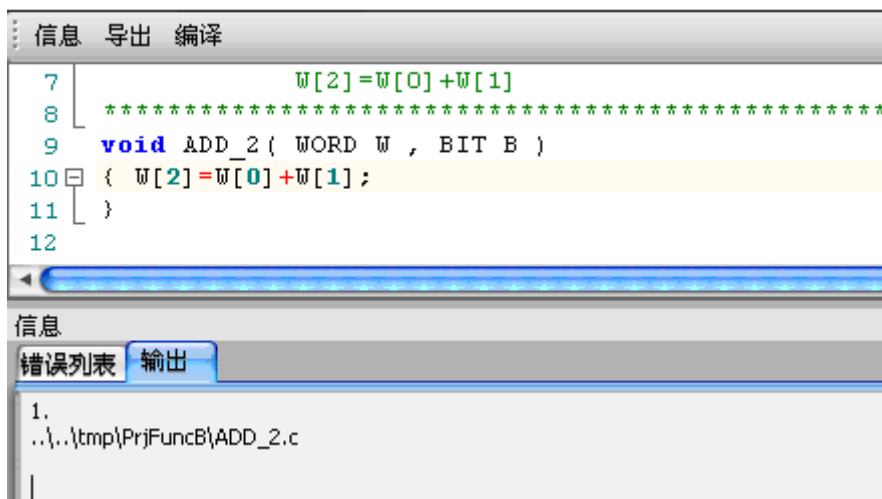 信息 导出 编译
7 W[2]=W[0]+W[1]
8 *************************************************
9 void ADD_2( WORD W , BIT B )
10 { W[2]=W[0]+W[1];
11 }
12
信息
错误列表 输出
1.
..\..\tmp\PrjFuncB\ADD_2.c